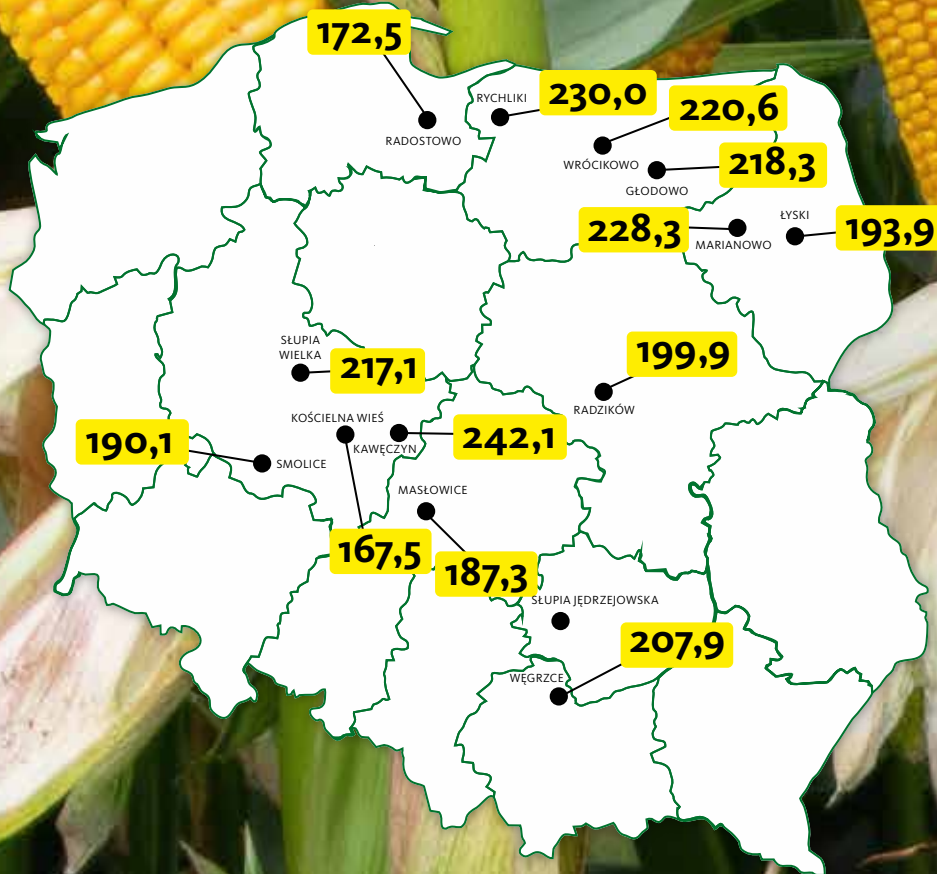 172,5
RADOSTOWO
RYCHLIKI
230,0
220,6
WRÓCIKOWO
218,3
GŁODOWO
228,3
MARIANOWO
ŁYSKI
193,9
SŁUPIA
WIELKA
217,1
199,9
RADZIKÓW
KOŚCIELNA WIEŚ
190,1
SMOLICE
KAWĘCZYN
242,1
MASŁOWICE
167,5
187,3
SŁUPIA JĘDRZEJOWSKA
207,9
WĘGRZCE